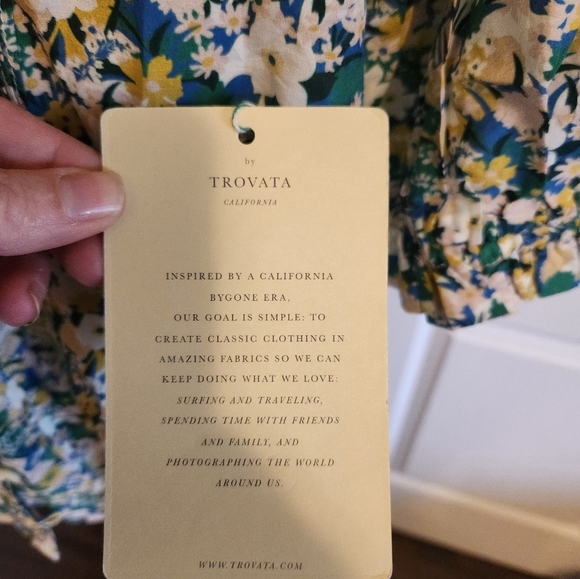 by
TROVATA
CALIFORNIA
INSPIRED BY A CALIFORNIA
BYGONE ERA,
OUR GOAL IS SIMPLE: TO
CREATE CLASSIC CLOTHING IN
AMAZING FABRICS SO WE CAN
KEEP DOING WHAT WE LOVE:
SURFING AND TRAVELING,
SPENDING TIME WITH FRIENDS
AND FAMILY, AND
PHOTOGRAPHING THE WORLD
AROUND US.
WWW.TROVATA.COM